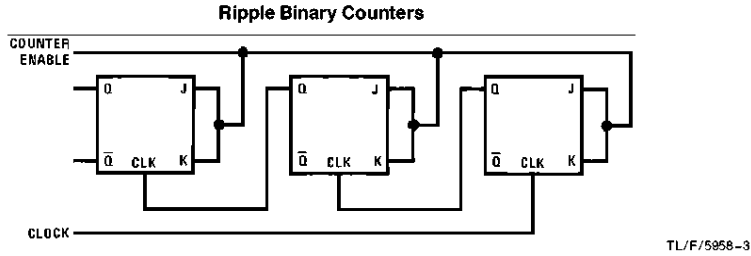 Ripple Binary Counters
COUNTER
ENABLE
Q J
Q̅ CLK K
Q J
Q̅ CLK K
Q J
Q̅ CLK K
CLOCK
TL/F/5958–3